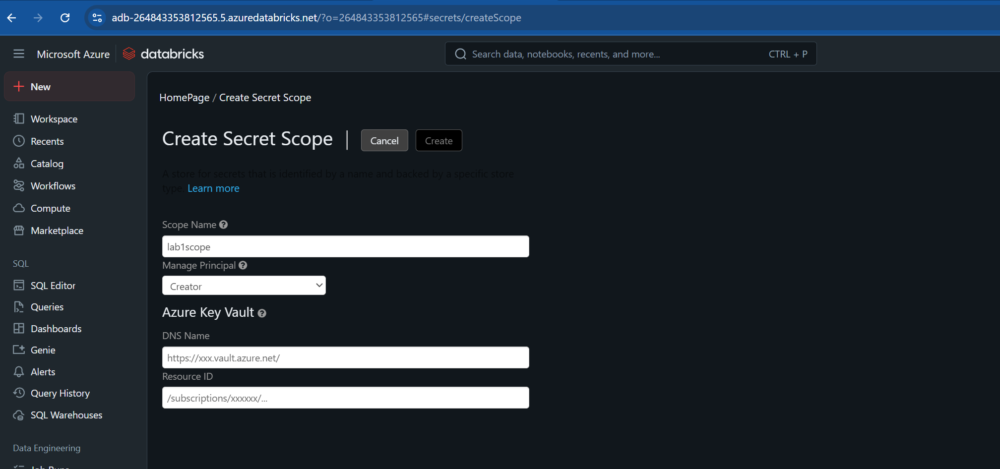 adb-264843353812565.5.azuredatabricks.net/?o=264843353812565#secrets/createScope
Microsoft Azure databricks
Search data, notebooks, recents, and more... CTRL + P
New
Workspace
Recents
Catalog
Workflows
Compute
Marketplace
SQL
SQL Editor
Queries
Dashboards
Genie
Alerts
Query History
SQL Warehouses
Data Engineering
Job Runs
HomePage / Create Secret Scope
Create Secret Scope | Cancel Create
A store for secrets that is identified by a name and backed by a specific store
type. Learn more
Scope Name
lab1scope
Manage Principal
Creator
Azure Key Vault
DNS Name
https://xxx.vault.azure.net/
Resource ID
/subscriptions/xxxxxx/...